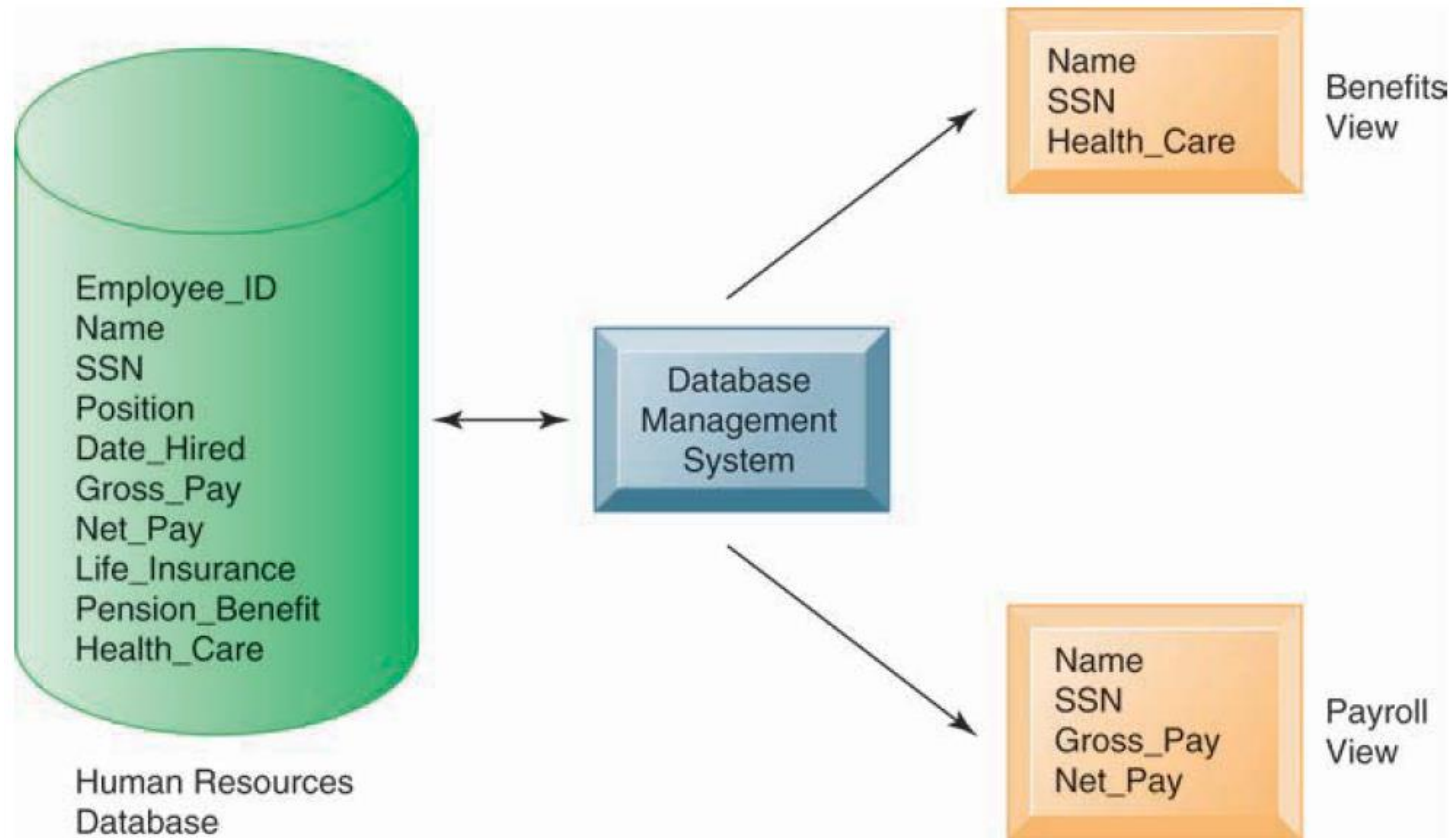 Employee_ID
Name
SSN
Position
Date_Hired
Gross_Pay
Net_Pay
Life_Insurance
Pension_Benefit
Health_Care
Human Resources
Database
Database
Management
System
Name
SSN
Health_Care
Benefits
View
Name
SSN
Gross_Pay
Net_Pay
Payroll
View